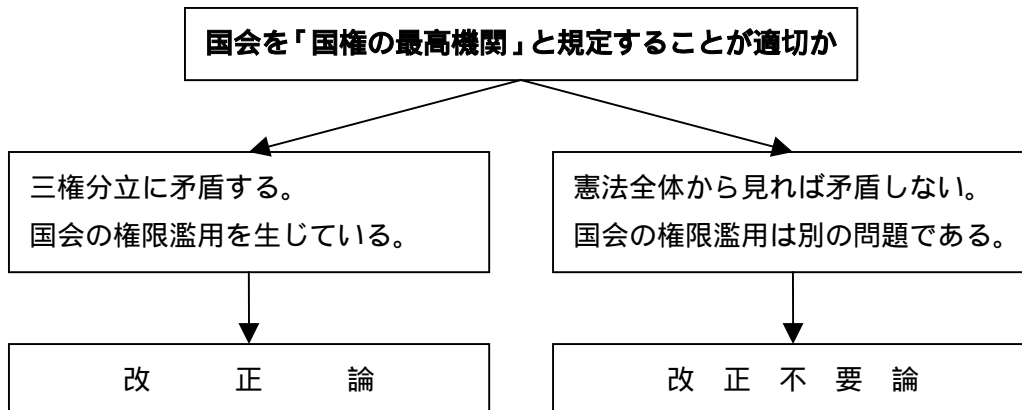 国会を「国権の最高機関」と規定することが適切か
三権分立に矛盾する。
国会の権限濫用を生じている。
憲法全体から見れば矛盾しない。
国会の権限濫用は別の問題である。
改 正 論
改 正 不 要 論